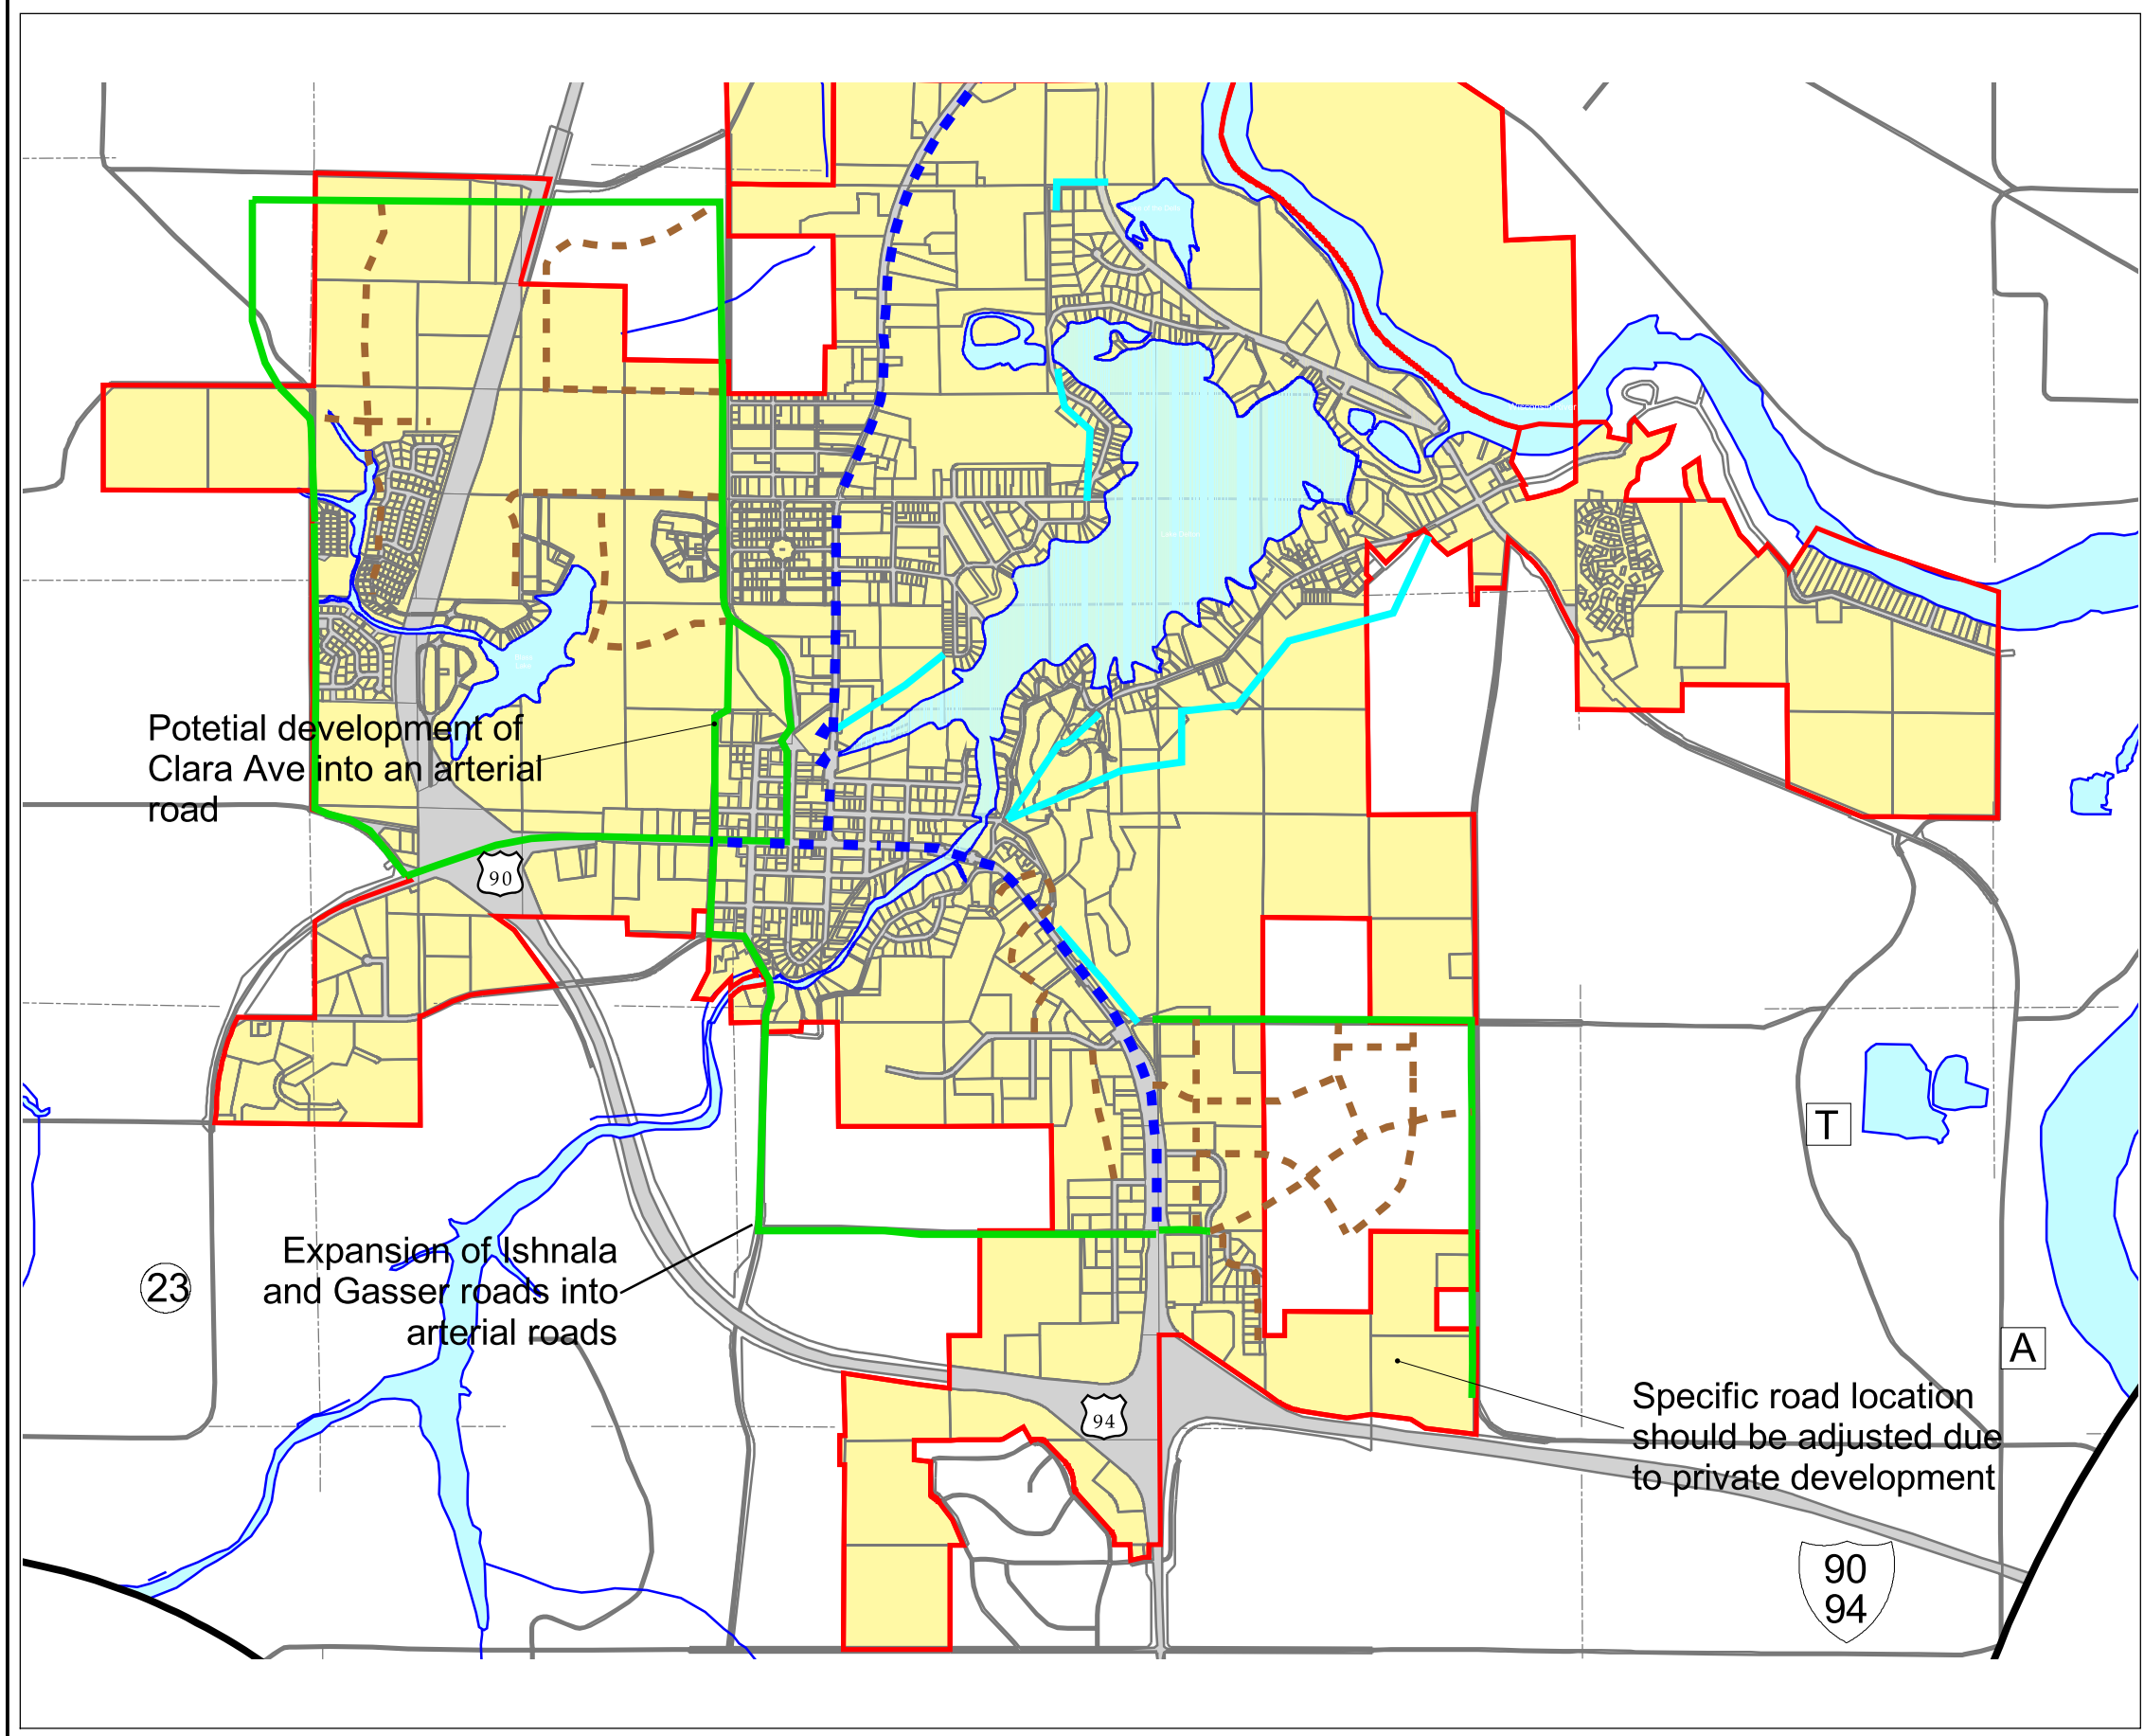 Potetial development of
Clara Ave into an arterial
road
90
Expansion of Ishnala
and Gasser roads into
arterial roads
23
T
A
94
Specific road location
should be adjusted due
to private development
90
94